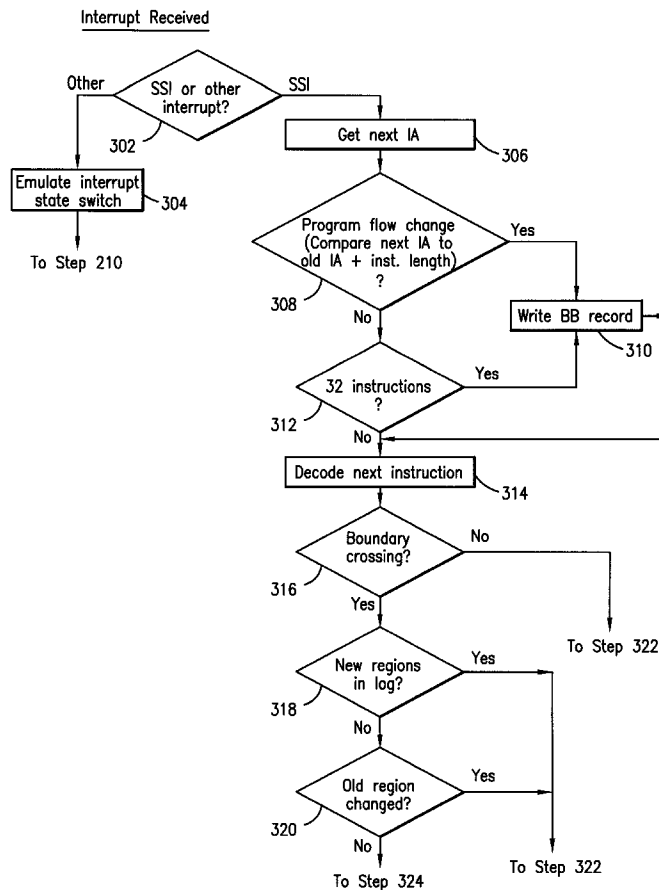 Interrupt Received
Other
SSI or other
interrupt?
SSI
302
Get next IA
306
Emulate interrupt
state switch
304
To Step 210
Program flow change
(Compare next IA to
old IA + inst. length)
?
Yes
308
No
Write BB record
310
32 instructions
?
Yes
312
No
Decode next instruction
314
Boundary
crossing?
No
316
Yes
To Step 322
New regions
in log?
Yes
318
No
Old region
changed?
Yes
320
No
To Step 324
To Step 322